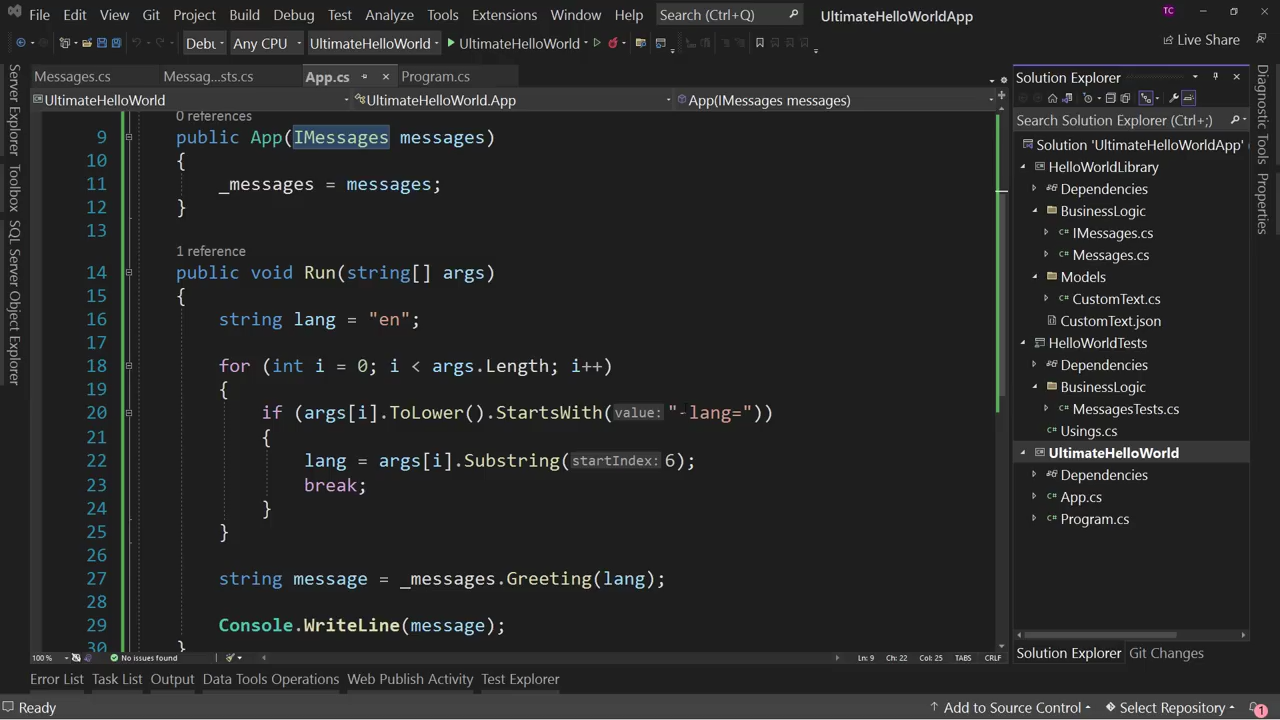 File Edit View Git Project Build Debug Test Analyze Tools Extensions Window Help Search (Ctrl+Q) UltimateHelloWorldApp TC
Live Share
Debu Any CPU UltimateHelloWorld UltimateHelloWorld
Messages.cs Messag...sts.cs App.cs Program.cs
UltimateHelloWorld UltimateHelloWorld.App App(IMessages messages)
0 references
9 public App(IMessages messages)
10 {
11 _messages = messages;
12 }
13
1 reference
14 public void Run(string[] args)
15 {
16 string lang = "en";
17
18 for (int i = 0; i < args.Length; i++)
19 {
20 if (args[i].ToLower().StartsWith(value: "-lang="))
21 {
22 lang = args[i].Substring(startIndex: 6);
23 break;
24 }
25 }
26
27 string message = _messages.Greeting(lang);
28
29 Console.WriteLine(message);
30 }
100 % No issues found Ln: 9 Ch: 22 Col: 25 TABS CRLF
Error List Task List Output Data Tools Operations Web Publish Activity Test Explorer
Ready Add to Source Control Select Repository 1
Server Explorer
Toolbox
SQL Server Object Explorer
Solution Explorer
Search Solution Explorer (Ctrl+;)
Solution 'UltimateHelloWorldApp' (
HelloWorldLibrary
Dependencies
BusinessLogic
C# IMessages.cs
C# Messages.cs
Models
C# CustomText.cs
CustomText.json
HelloWorldTests
Dependencies
BusinessLogic
C# MessagesTests.cs
C# Usings.cs
UltimateHelloWorld
Dependencies
C# App.cs
C# Program.cs
Solution Explorer Git Changes
Diagnostic Tools
Properties